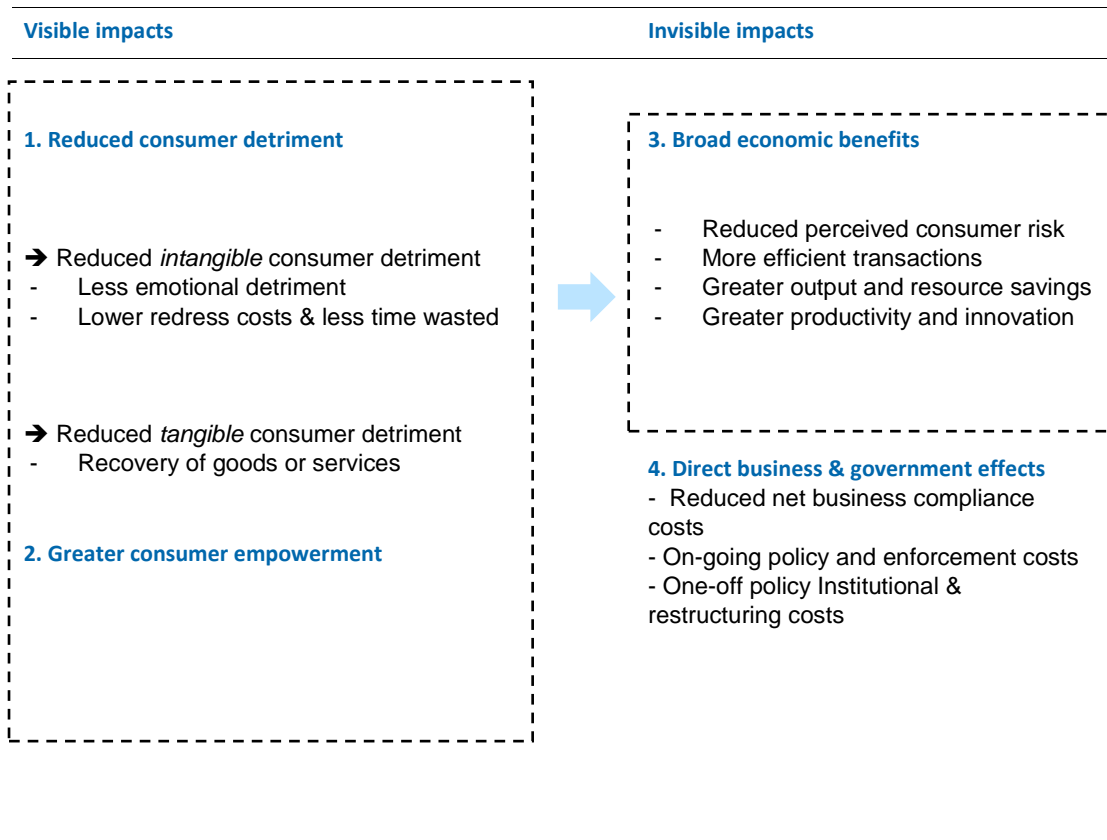 Visible impacts
Invisible impacts
1. Reduced consumer detriment
➔ Reduced intangible consumer detriment
- Less emotional detriment
- Lower redress costs & less time wasted
➔ Reduced tangible consumer detriment
- Recovery of goods or services
2. Greater consumer empowerment
3. Broad economic benefits
- Reduced perceived consumer risk
- More efficient transactions
- Greater output and resource savings
- Greater productivity and innovation
4. Direct business & government effects
- Reduced net business compliance
costs
- On-going policy and enforcement costs
- One-off policy Institutional &
restructuring costs